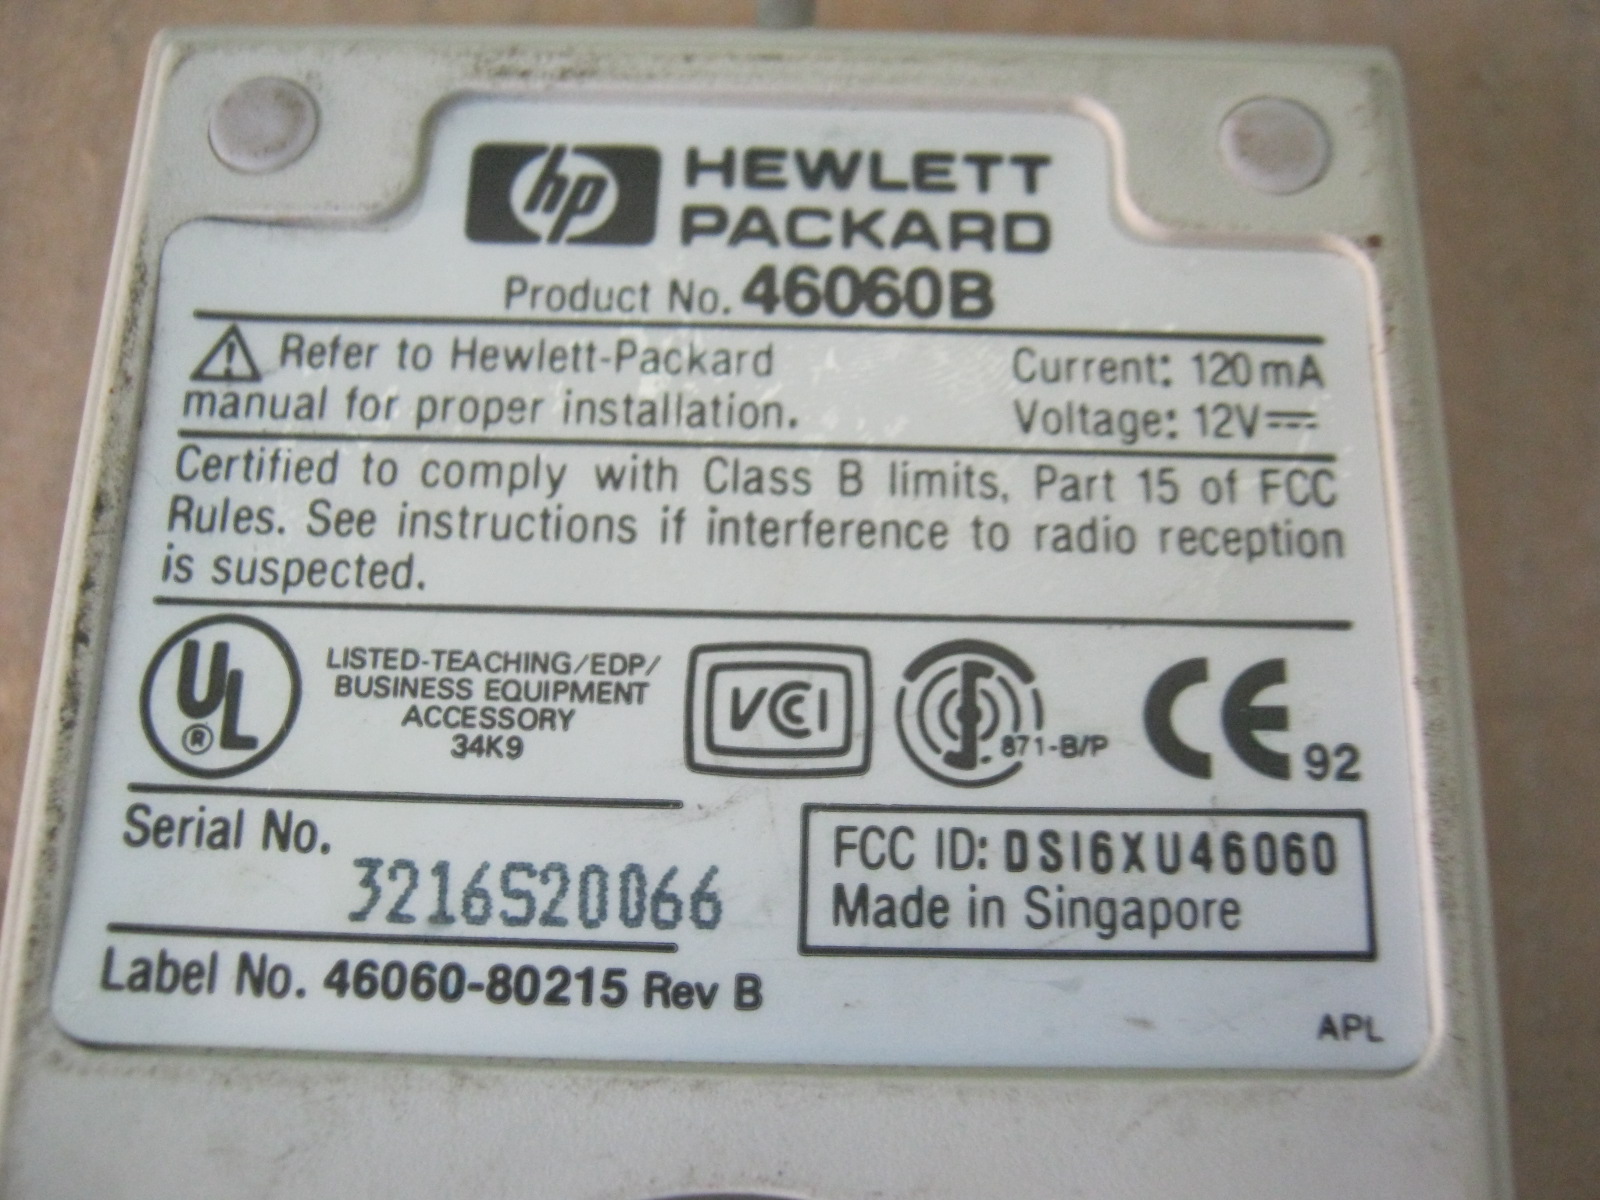 hp HEWLETT
PACKARD
Product No. 46060B
Refer to Hewlett-Packard
manual for proper installation.
Current: 120mA
Voltage: 12V
Certified to comply with Class B limits, Part 15 of FCC
Rules. See instructions if interference to radio reception
is suspected.
UL
®
LISTED-TEACHING/EDP/
BUSINESS EQUIPMENT
ACCESSORY
34K9
VCCI
871-B/P
CE 92
Serial No.
3216S20066
FCC ID: DSI6XU46060
Made in Singapore
Label No. 46060-80215 Rev B
APL